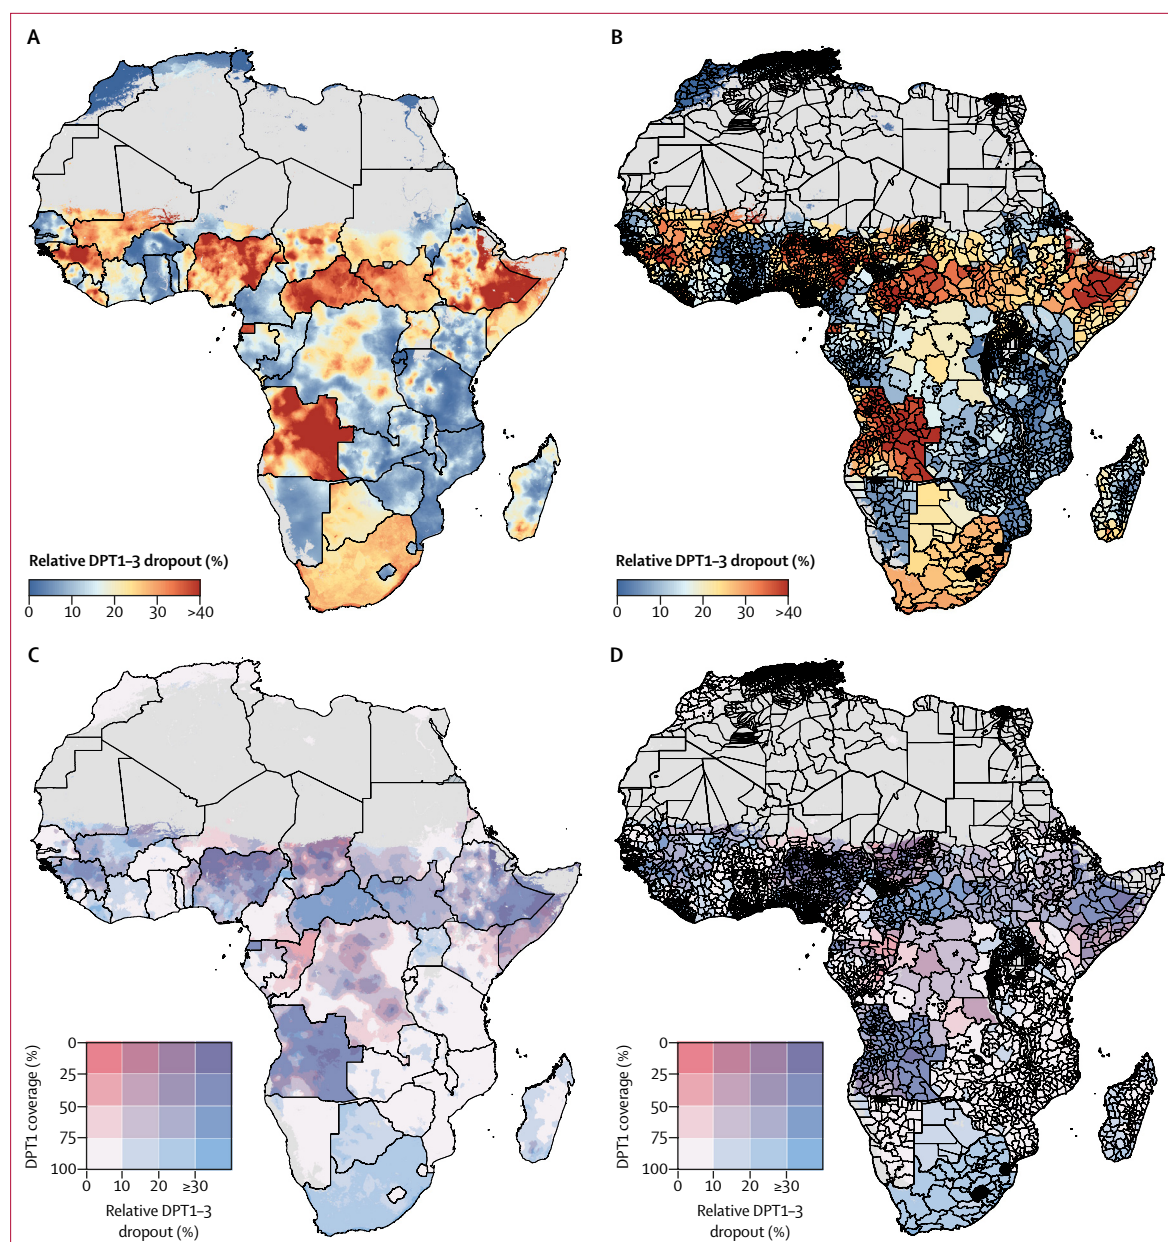 A
B
Relative DPT1–3 dropout (%)
0 10 20 30 >40
Relative DPT1–3 dropout (%)
0 10 20 30 >40
C
D
DPT1 coverage (%)
0
25
50
75
100
0 10 20 ≥30
Relative DPT1–3
dropout (%)
DPT1 coverage (%)
0
25
50
75
100
0 10 20 ≥30
Relative DPT1–3
dropout (%)